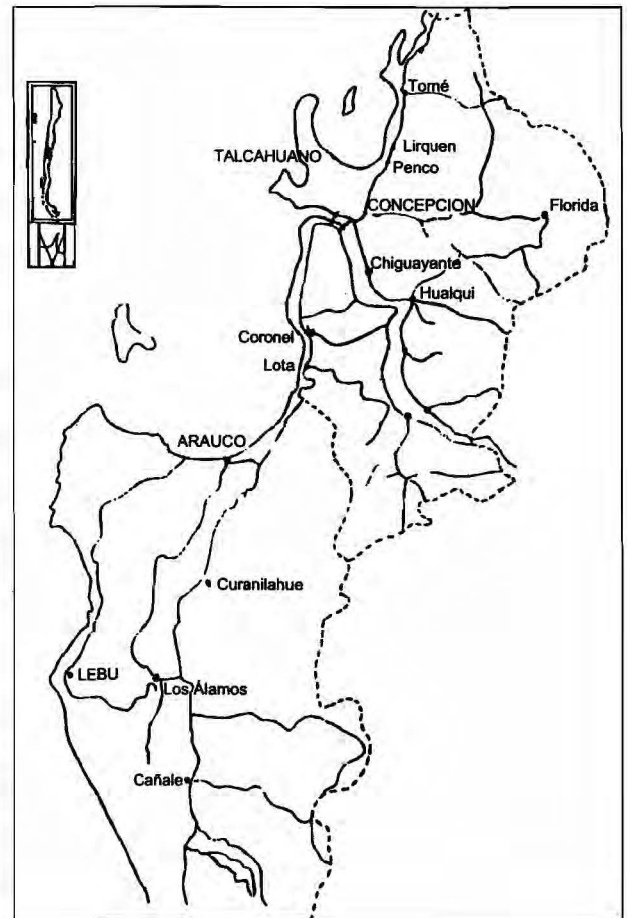 Tomé
Lirquen
TALCAHUANO
Penco
CONCEPCION
Florida
Chiguayante
Hualqui
Coronel
Lota
ARAUCO
Curanilahue
LEBU
Los Álamos
Cañale